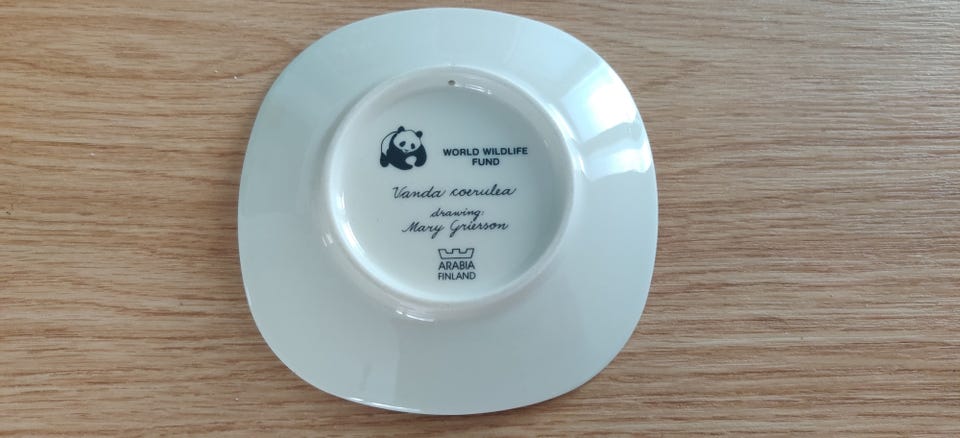 WORLD WILDLIFE
FUND
Vanda coerulea
drawing:
Mary Grierson
ARABIA
FINLAND